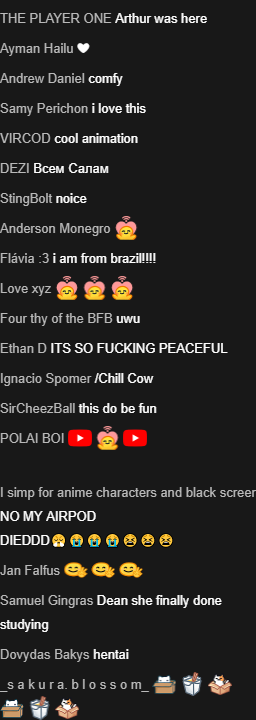 THE PLAYER ONE Arthur was here
Ayman Hailu 🤍
Andrew Daniel comfy
Samy Perichon i love this
VIRCOD cool animation
DEZI Всем Салам
StingBolt noice
Anderson Monegro
Flávia :3 i am from brazil!!!!
Love xyz
Four thy of the BFB uwu
Ethan D ITS SO FUCKING PEACEFUL
Ignacio Spomer /Chill Cow
SirCheezBall this do be fun
POLAI BOI
I simp for anime characters and black screen
NO MY AIRPOD
DIEDDD😤😭😭😭😫😫😫
Jan Falfus
Samuel Gingras Dean she finally done
studying
Dovydas Bakys hentai
_s a k u r a. b l o s s o m_